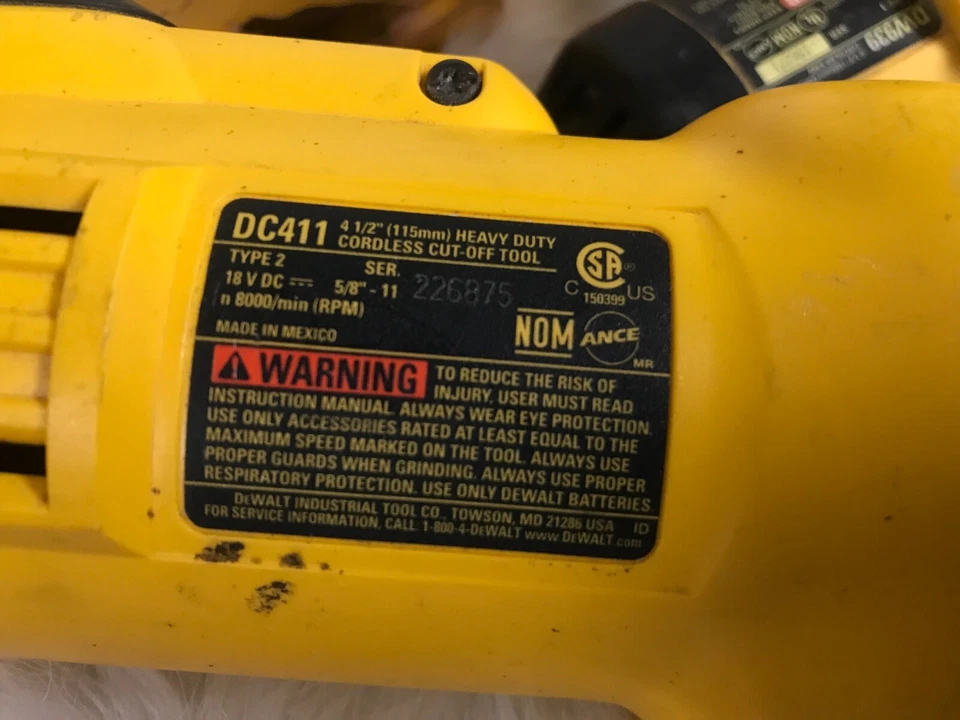 DC411 4 1/2" (115mm) HEAVY DUTY
CORDLESS CUT-OFF TOOL
TYPE 2 SER.
18 V DC 5/8" - 11 226875
n 8000/min (RPM)
MADE IN MEXICO
CSA ®
C 150399 US
NOM ANCE
MR
WARNING TO REDUCE THE RISK OF
INJURY, USER MUST READ
INSTRUCTION MANUAL. ALWAYS WEAR EYE PROTECTION.
USE ONLY ACCESSORIES RATED AT LEAST EQUAL TO THE
MAXIMUM SPEED MARKED ON THE TOOL. ALWAYS USE
PROPER GUARDS WHEN GRINDING. ALWAYS USE PROPER
RESPIRATORY PROTECTION. USE ONLY DEWALT BATTERIES.
DEWALT INDUSTRIAL TOOL CO., TOWSON, MD 21286 USA ID
FOR SERVICE INFORMATION, CALL 1-800-4-DEWALT www.DEWALT.com
NOM